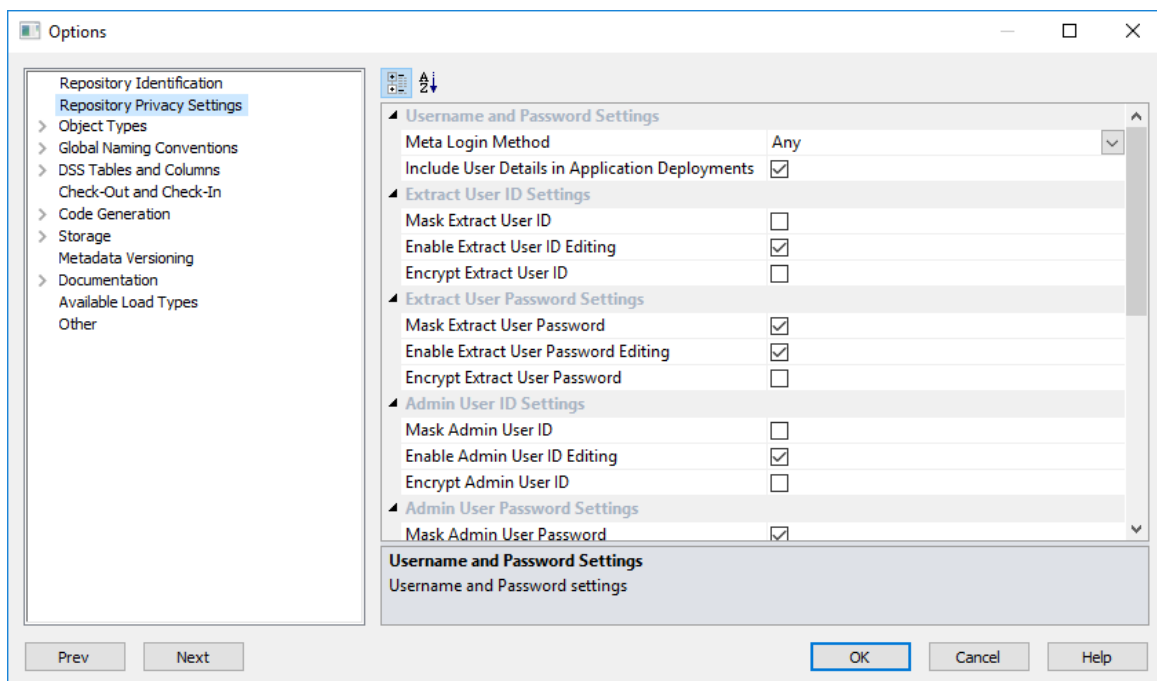 Options
Repository Identification
Repository Privacy Settings
Object Types
Global Naming Conventions
DSS Tables and Columns
Check-Out and Check-In
Code Generation
Storage
Metadata Versioning
Documentation
Available Load Types
Other
A
Z
Username and Password Settings
Meta Login Method Any
Include User Details in Application Deployments
Extract User ID Settings
Mask Extract User ID
Enable Extract User ID Editing
Encrypt Extract User ID
Extract User Password Settings
Mask Extract User Password
Enable Extract User Password Editing
Encrypt Extract User Password
Admin User ID Settings
Mask Admin User ID
Enable Admin User ID Editing
Encrypt Admin User ID
Admin User Password Settings
Mask Admin User Password
Username and Password Settings
Username and Password settings
Prev Next OK Cancel Help